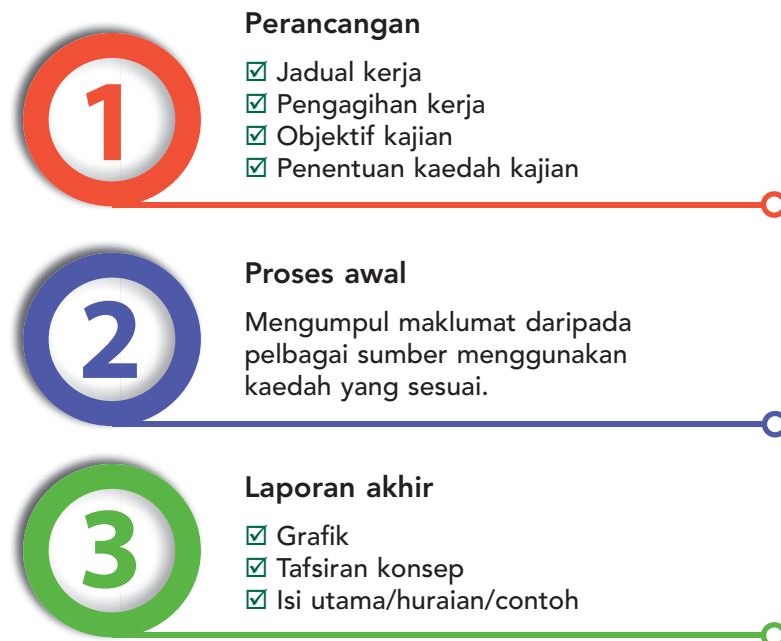 1
Perancangan
☑ Jadual kerja
☑ Pengagihan kerja
☑ Objektif kajian
☑ Penentuan kaedah kajian
2
Proses awal
Mengumpul maklumat daripada
pelbagai sumber menggunakan
kaedah yang sesuai.
3
Laporan akhir
☑ Grafik
☑ Tafsiran konsep
☑ Isi utama/huraian/contoh